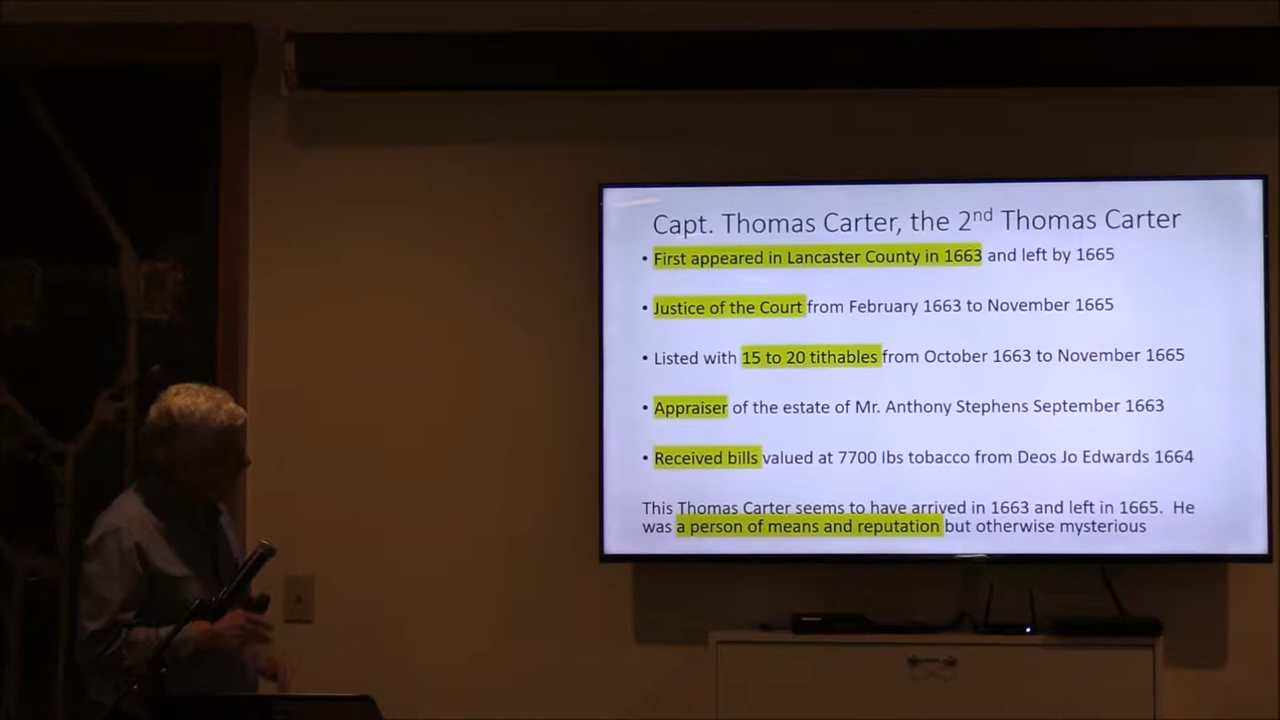 Capt. Thomas Carter, the 2nd Thomas Carter
• First appeared in Lancaster County in 1663 and left by 1665
• Justice of the Court from February 1663 to November 1665
• Listed with 15 to 20 tithables from October 1663 to November 1665
• Appraiser of the estate of Mr. Anthony Stephens September 1663
• Received bills valued at 7700 lbs tobacco from Deos Jo Edwards 1664
This Thomas Carter seems to have arrived in 1663 and left in 1665. He
was a person of means and reputation but otherwise mysterious